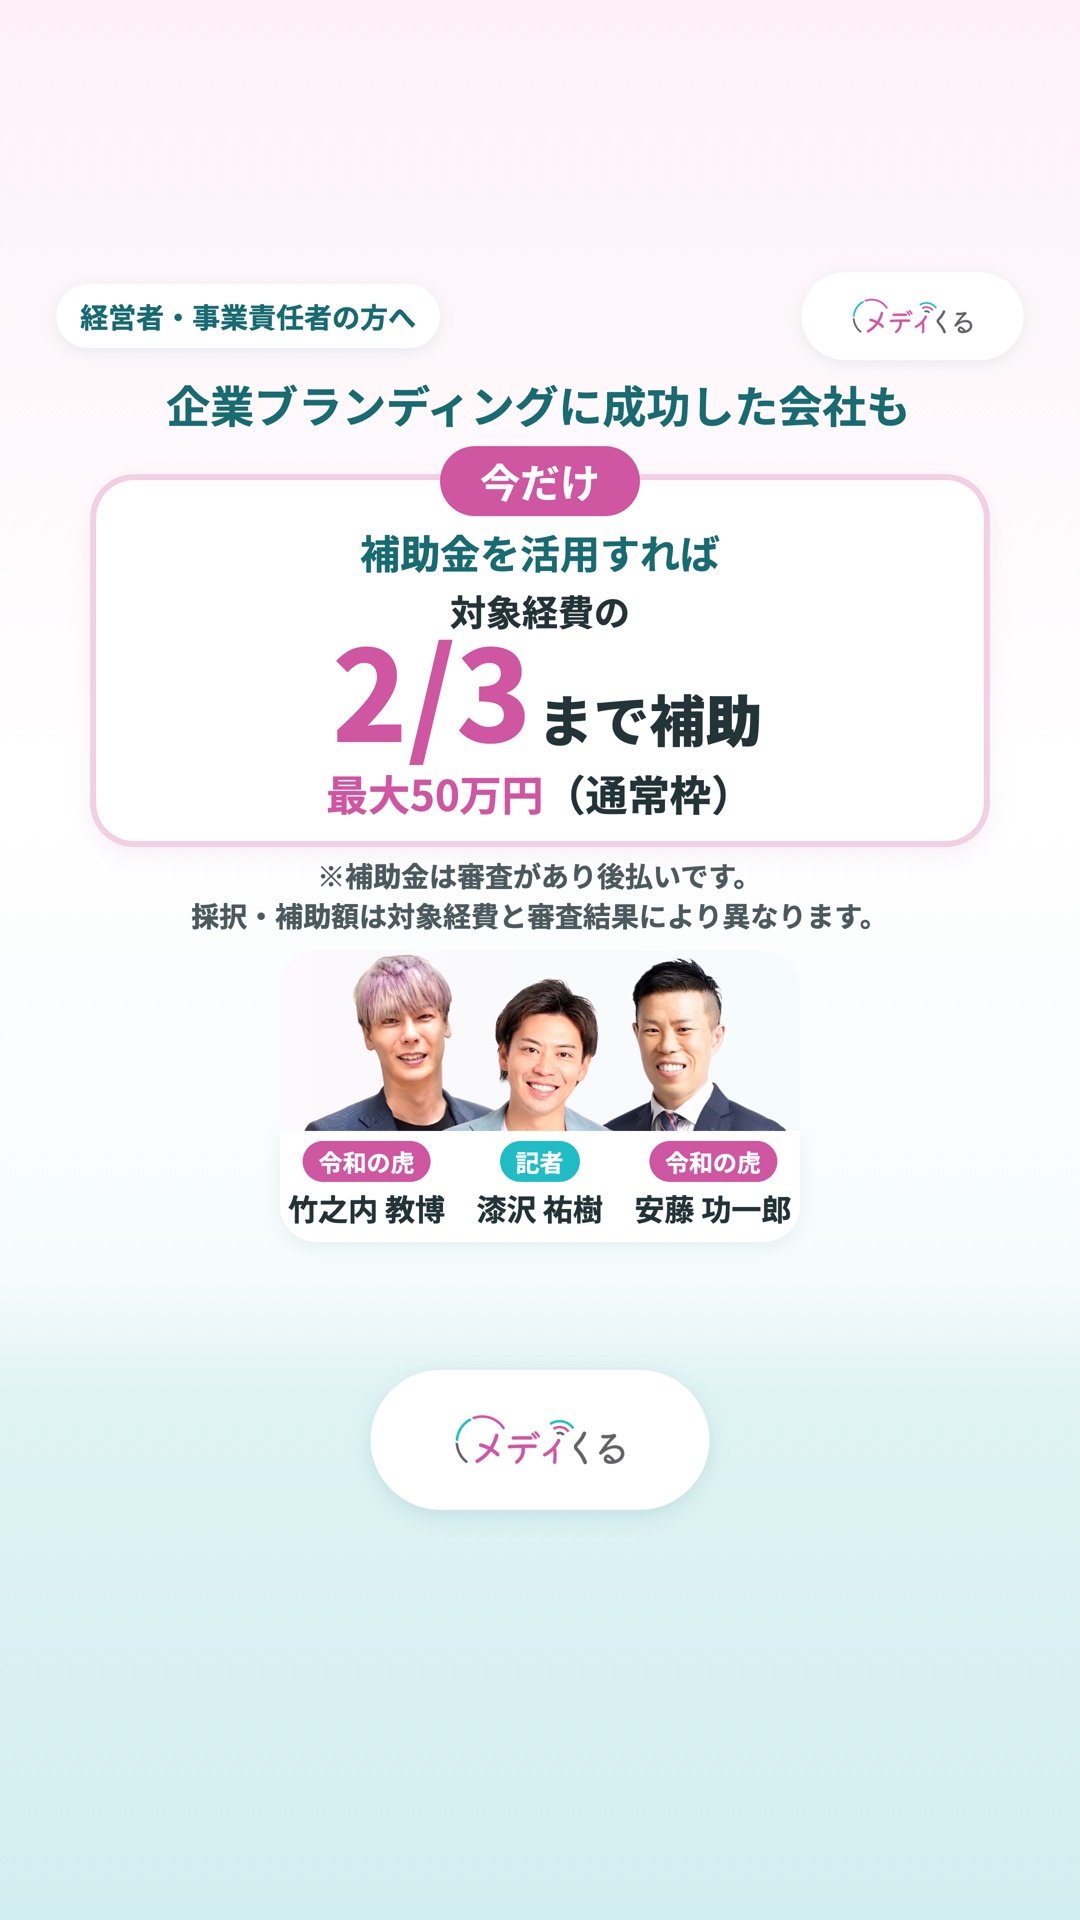 経営者・事業責任者の方へ
メディくる
企業ブランディングに成功した会社も
今だけ
補助金を活用すれば
対象経費の
2/3まで補助
最大50万円（通常枠）
※補助金は審査があり後払いです。
採択・補助額は対象経費と審査結果により異なります。
令和の虎 記者 令和の虎
竹之内 教博 漆沢 祐樹 安藤 功一郎
メディくる